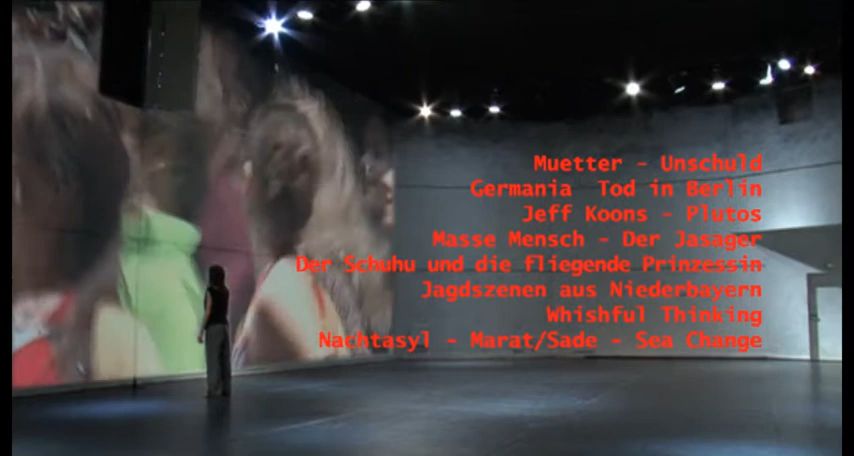 Muetter - Unschuld
Germania Tod in Berlin
Jeff Koons - Plutos
Masse Mensch - Der Jasager
Der Schuhu und die fliegende Prinzessin
Jagdszenen aus Niederbayern
Whishful Thinking
Nachtasyl - Marat/Sade - Sea Change